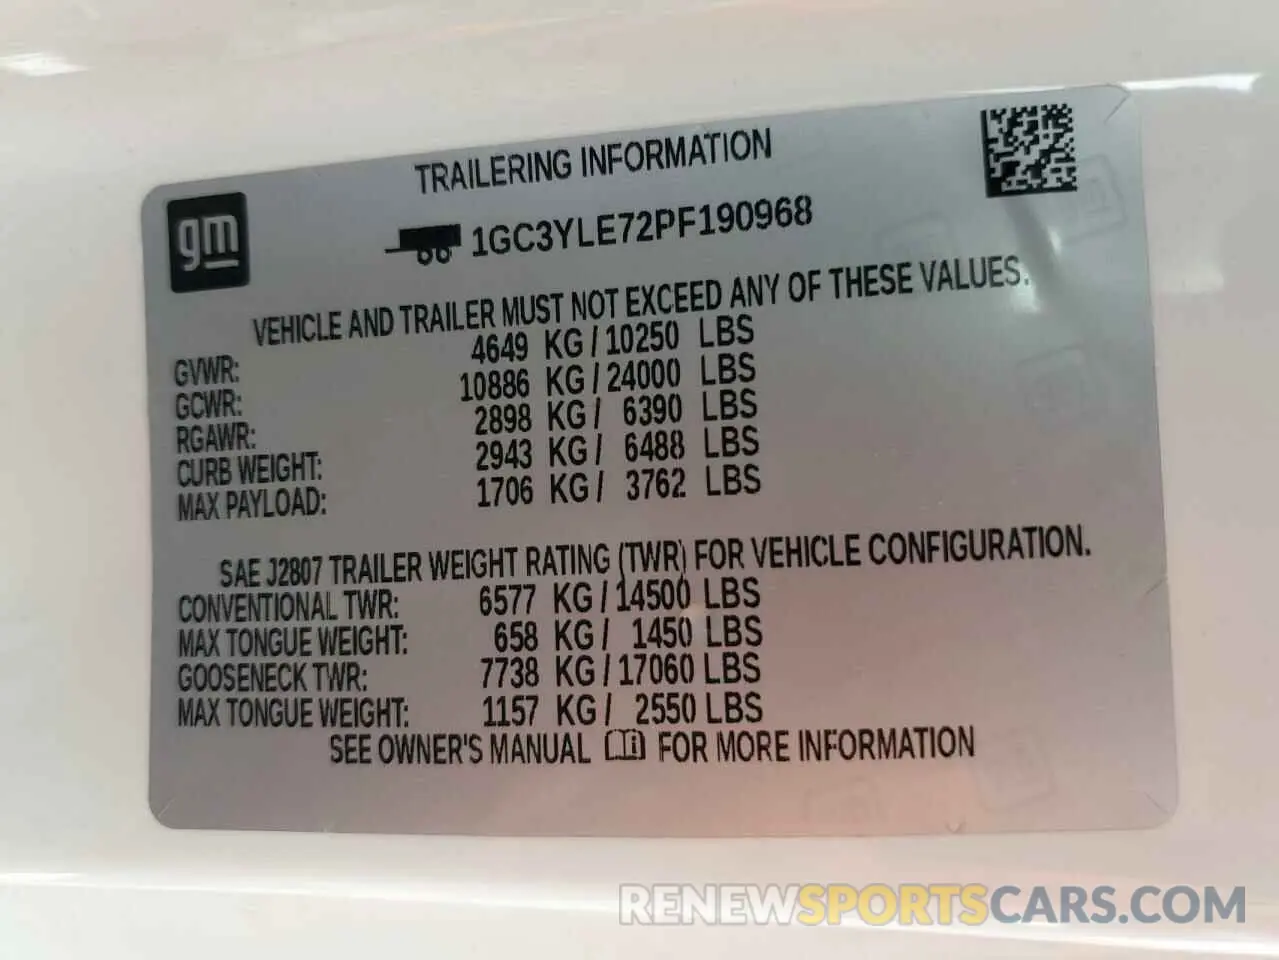 TRAILERING INFORMATION
gm
1GC3YLE72PF190968
VEHICLE AND TRAILER MUST NOT EXCEED ANY OF THESE VALUES.
GVWR: 4649 KG / 10250 LBS
GCWR: 10886 KG / 24000 LBS
RGAWR: 2898 KG / 6390 LBS
CURB WEIGHT: 2943 KG / 6488 LBS
MAX PAYLOAD: 1706 KG / 3762 LBS
SAE J2807 TRAILER WEIGHT RATING (TWR) FOR VEHICLE CONFIGURATION.
CONVENTIONAL TWR: 6577 KG / 14500 LBS
MAX TONGUE WEIGHT: 658 KG / 1450 LBS
GOOSENECK TWR: 7738 KG / 17060 LBS
MAX TONGUE WEIGHT: 1157 KG / 2550 LBS
SEE OWNER'S MANUAL FOR MORE INFORMATION
RENEWSPORTSCARS.COM